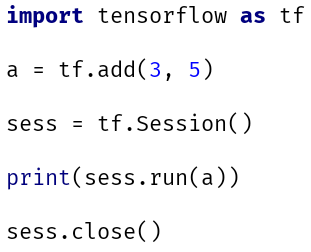 import tensorflow as tf
a = tf.add(3, 5)
sess = tf.Session()
print(sess.run(a))
sess.close()